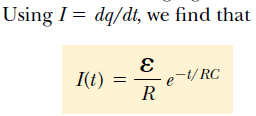 Using I = dq/dt, we find that
I(t) = ε/R e^{-t/RC}